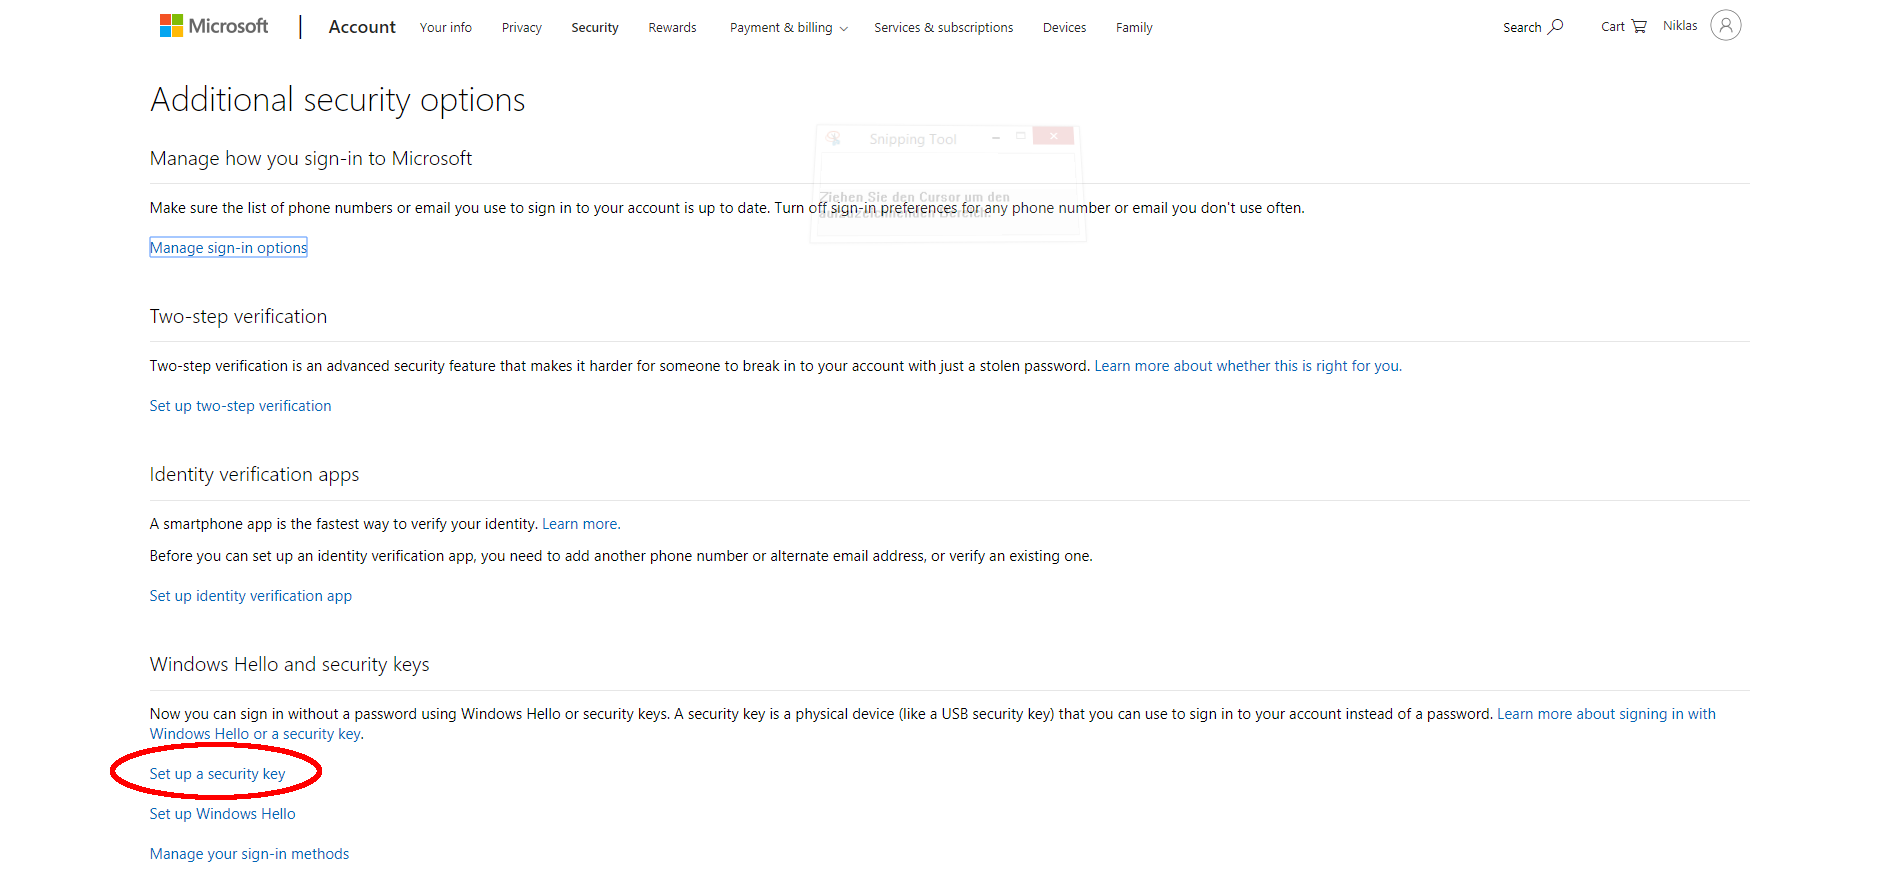 Microsoft Account Your info Privacy Security Rewards Payment & billing Services & subscriptions Devices Family Search Cart Niklas
Additional security options
Snipping Tool
Manage how you sign-in to Microsoft
Ziehen Sie den Cursor um den
Make sure the list of phone numbers or email you use to sign in to your account is up to date. Turn off sign-in preferences for any phone number or email you don't use often.
aufzuzeichnenden Bereich.
Manage sign-in options
Two-step verification
Two-step verification is an advanced security feature that makes it harder for someone to break in to your account with just a stolen password. Learn more about whether this is right for you.
Set up two-step verification
Identity verification apps
A smartphone app is the fastest way to verify your identity. Learn more.
Before you can set up an identity verification app, you need to add another phone number or alternate email address, or verify an existing one.
Set up identity verification app
Windows Hello and security keys
Now you can sign in without a password using Windows Hello or security keys. A security key is a physical device (like a USB security key) that you can use to sign in to your account instead of a password. Learn more about signing in with
Windows Hello or a security key.
Set up a security key
Set up Windows Hello
Manage your sign-in methods